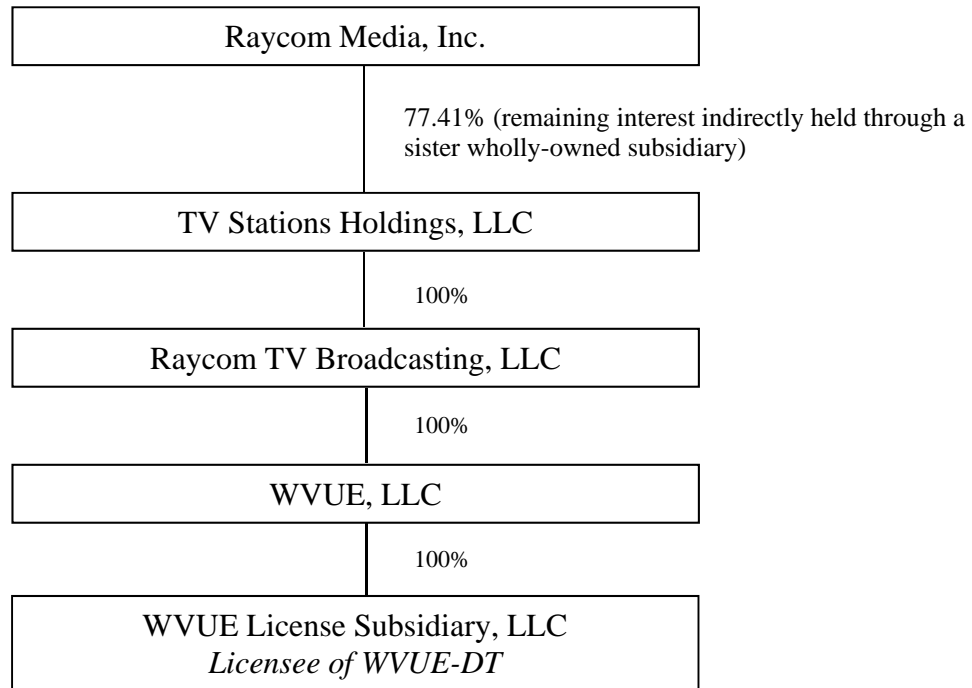 Raycom Media, Inc.
77.41% (remaining interest indirectly held through a
sister wholly-owned subsidiary)
TV Stations Holdings, LLC
100%
Raycom TV Broadcasting, LLC
100%
WVUE, LLC
100%
WVUE License Subsidiary, LLC
Licensee of WVUE-DT